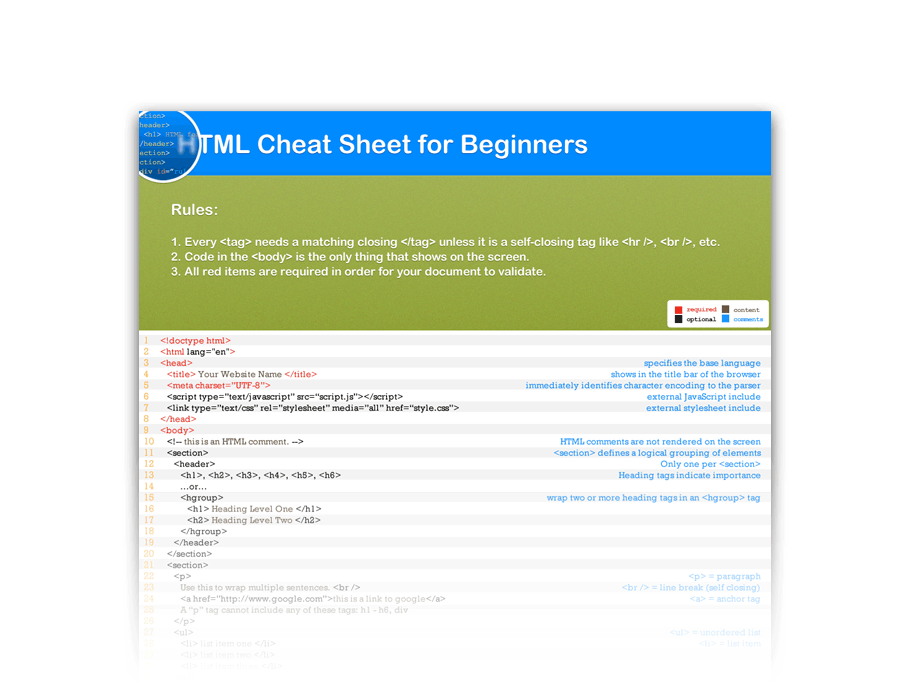 ction>
header>
<h1> HTML
/header>
ection>
ction>
div id="
HTML Cheat Sheet for Beginners
Rules:
1. Every <tag> needs a matching closing </tag> unless it is a self-closing tag like <hr />, <br />, etc.
2. Code in the <body> is the only thing that shows on the screen.
3. All red items are required in order for your document to validate.
required content
optional comments
1 <!doctype html>
2 <html lang="en">
3 <head> specifies the base language
4 <title> Your Website Name </title> shows in the title bar of the browser
5 <meta charset="UTF-8"> immediately identifies character encoding to the parser
6 <script type="text/javascript" src="script.js"></script> external JavaScript include
7 <link type="text/css" rel="stylesheet" media="all" href="style.css"> external stylesheet include
8 </head>
9 <body>
10 <!-- this is an HTML comment. --> HTML comments are not rendered on the screen
11 <section> <section> defines a logical grouping of elements
12 <header> Only one per <section>
13 <h1>, <h2>, <h3>, <h4>, <h5>, <h6> Heading tags indicate importance
14 ...or...
15 <hgroup> wrap two or more heading tags in an <hgroup> tag
16 <h1> Heading Level One </h1>
17 <h2> Heading Level Two </h2>
18 </hgroup>
19 </header>
20 </section>
21 <section>
22 <p> <p> = paragraph
23 Use this to wrap multiple sentences. <br /> <br /> = line break (self closing)
24 <a href="http://www.google.com">this is a link to google</a> <a> = anchor tag
25 A "p" tag cannot include any of these tags: h1 - h6, div
26 </p>
27 <ul> <ul> = unordered list
28 <li> list item one </li> <li> = list item
<li> list item two </li>